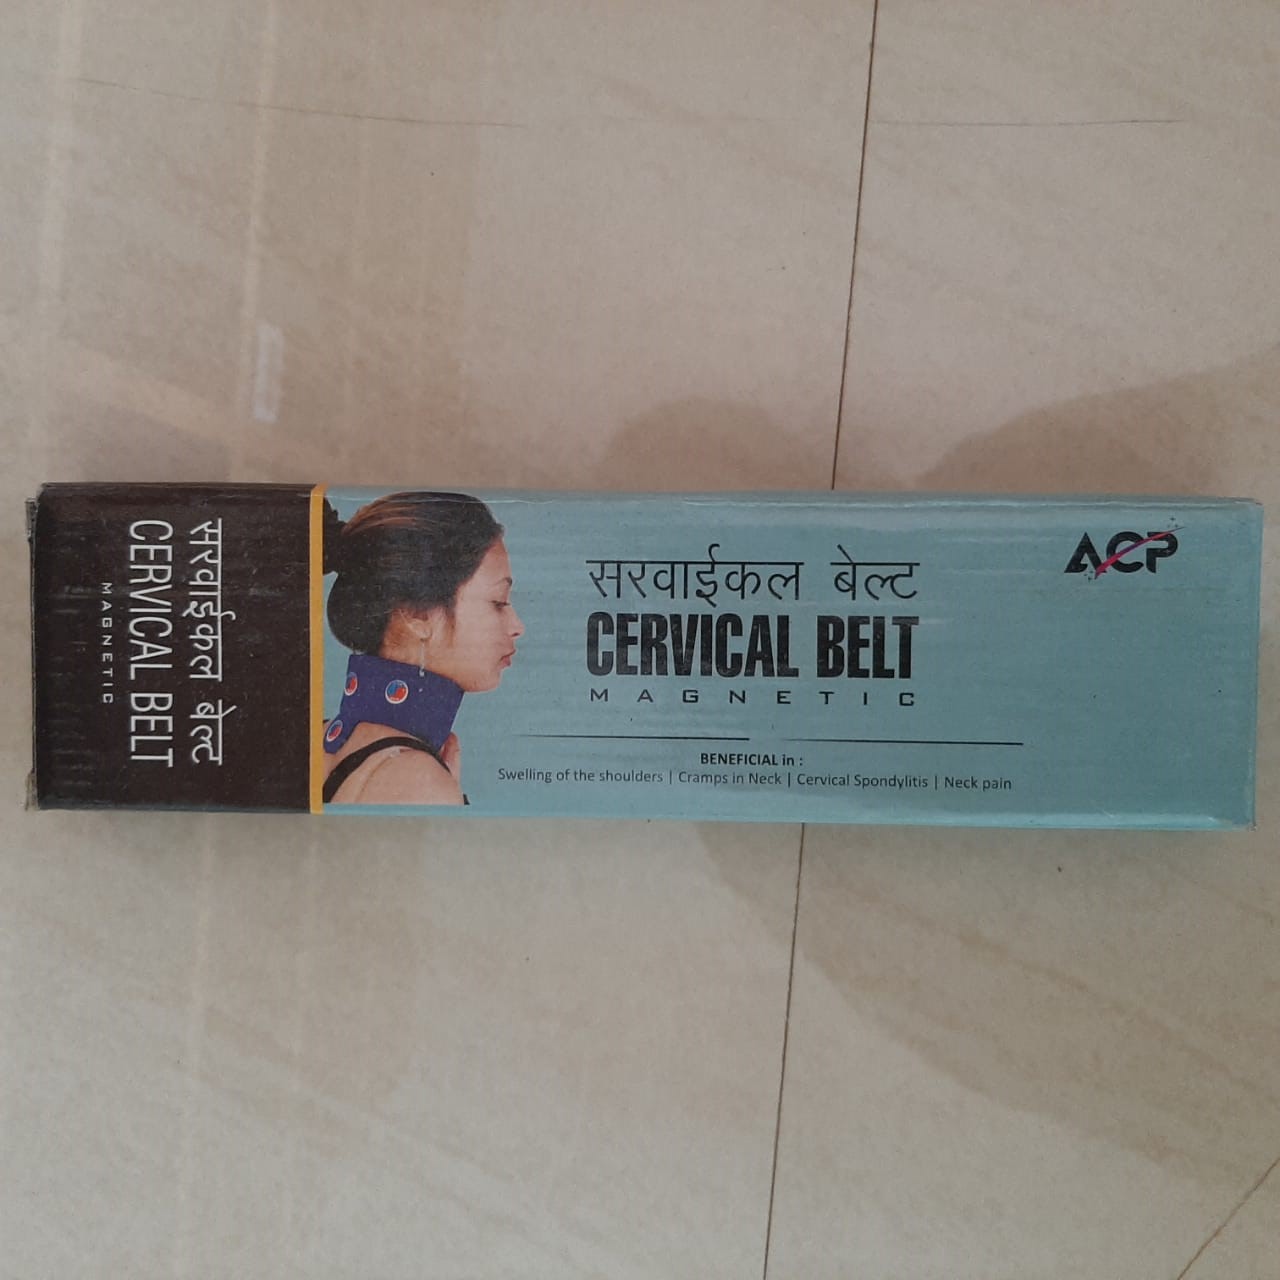 सरवाईकल बेल्ट
CERVICAL BELT
MAGNETIC
सरवाईकल बेल्ट
CERVICAL BELT
MAGNETIC
BENEFICIAL in :
Swelling of the shoulders | Cramps in Neck | Cervical Spondylitis | Neck pain
ACP